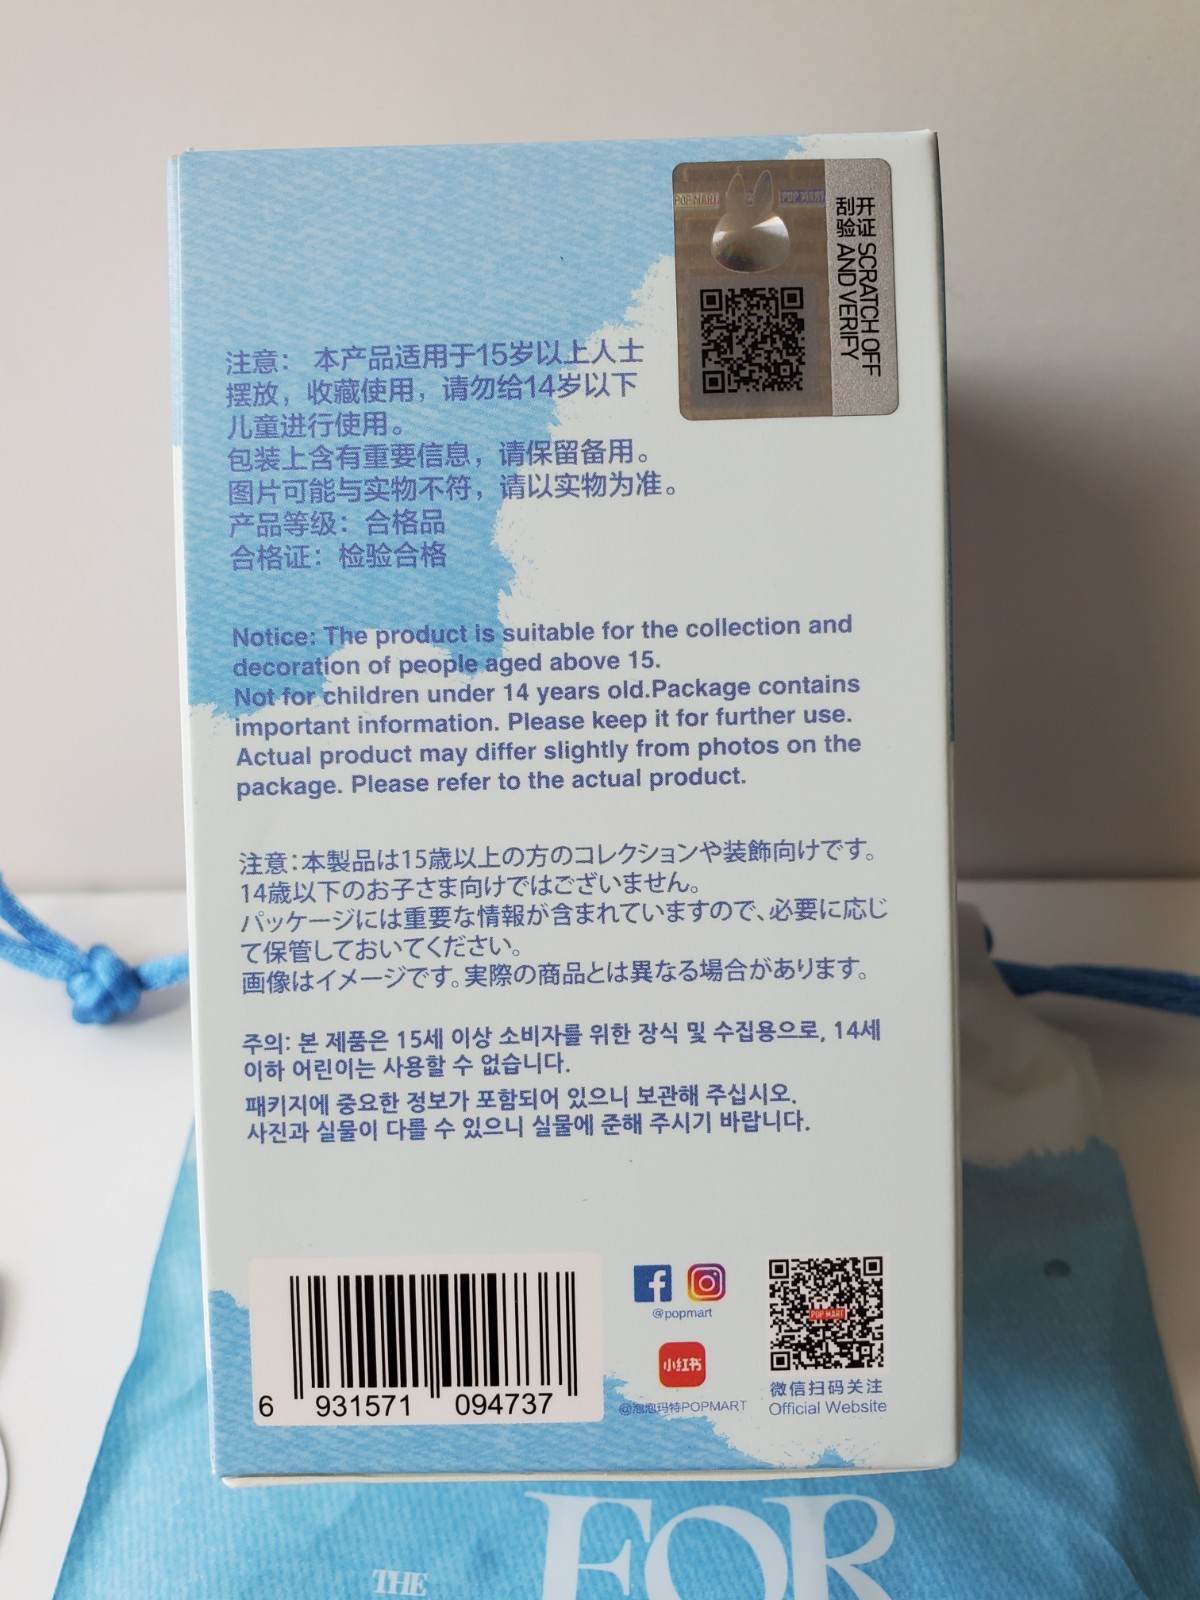 POP MART
POP MART
开证 SCRATCH OFF
刮验 AND VERIFY
注意： 本产品适用于15岁以上人士
摆放，收藏使用，请勿给14岁以下
儿童进行使用。
包装上含有重要信息，请保留备用。
图片可能与实物不符，请以实物为准。
产品等级：合格品
合格证：检验合格
Notice: The product is suitable for the collection and
decoration of people aged above 15.
Not for children under 14 years old.Package contains
important information. Please keep it for further use.
Actual product may differ slightly from photos on the
package. Please refer to the actual product.
注意：本製品は15歳以上の方のコレクションや装飾向けです。
14歳以下のお子さま向けではございません。
パッケージには重要な情報が含まれていますので、必要に応じ
て保管しておいてください。
画像はイメージです。実際の商品とは異なる場合があります。
주의: 본 제품은 15세 이상 소비자를 위한 장식 및 수집용으로, 14세
이하 어린이는 사용할 수 없습니다.
패키지에 중요한 정보가 포함되어 있으니 보관해 주십시오.
사진과 실물이 다를 수 있으니 실물에 준해 주시기 바랍니다.
6 931571 094737
@popmart
小红书
@泡泡玛特POPMART
POP MART
微信扫码关注
Official Website
THE FOR